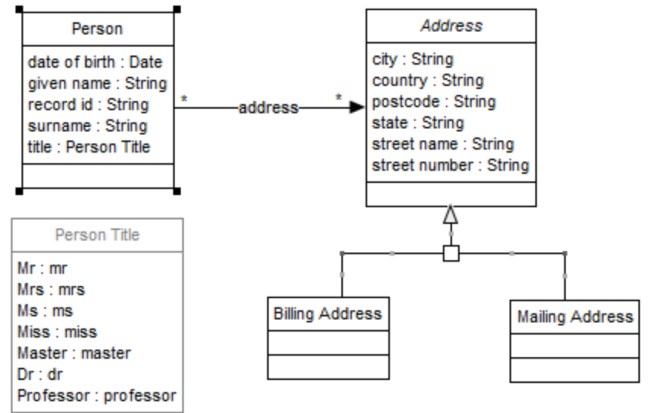 Person
date of birth : Date
given name : String
record id : String
surname : String
title : Person Title
* address *
Address
city : String
country : String
postcode : String
state : String
street name : String
street number : String
Person Title
Mr : mr
Mrs : mrs
Ms : ms
Miss : miss
Master : master
Dr : dr
Professor : professor
Billing Address
Mailing Address